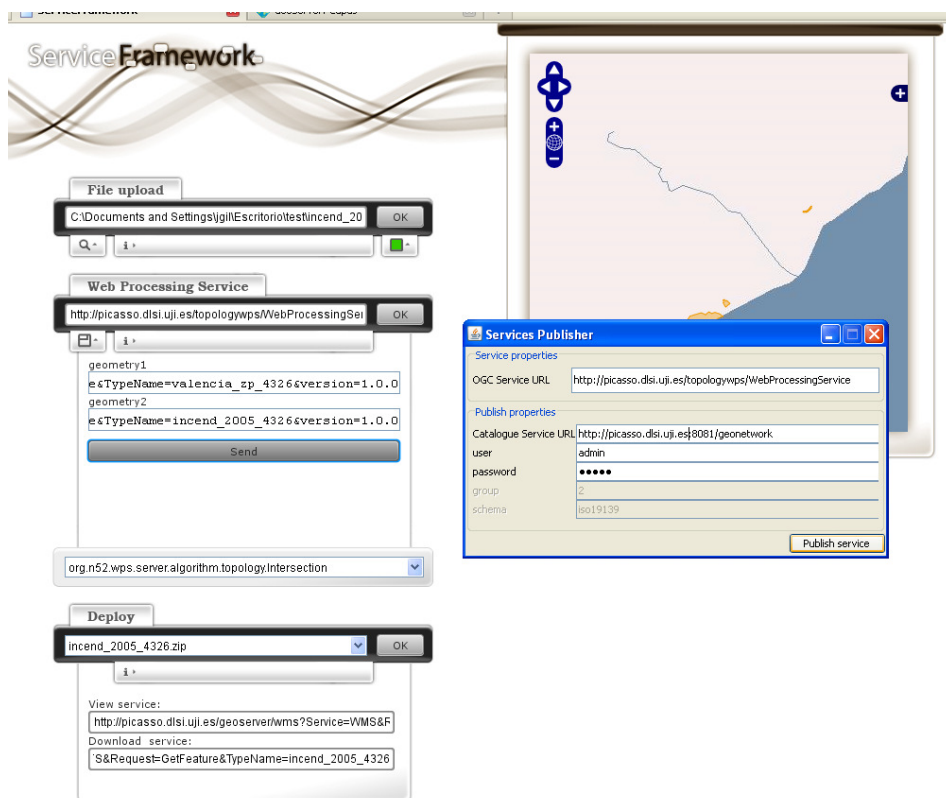 Service Framework
File upload
C:\Documents and Settings\jgil\Escritorio\test\incend_20
OK
i
Web Processing Service
http://picasso.dlsi.uji.es/topologywps/WebProcessingSer
OK
i
geometry1
e&TypeName=valencia_zp_4326&version=1.0.0
geometry2
e&TypeName=incend_2005_4326&version=1.0.0
Send
org.n52.wps.server.algorithm.topology.Intersection
Deploy
incend_2005_4326.zip
OK
i
View service:
http://picasso.dlsi.uji.es/geoserver/wms?Service=WMS&R
Download service:
S&Request=GetFeature&TypeName=incend_2005_4326
Services Publisher
Service properties
OGC Service URL
http://picasso.dlsi.uji.es/topologywps/WebProcessingService
Publish properties
Catalogue Service URL http://picasso.dlsi.uji.es:8081/geonetwork
user admin
password
group 2
schema iso19139
Publish service